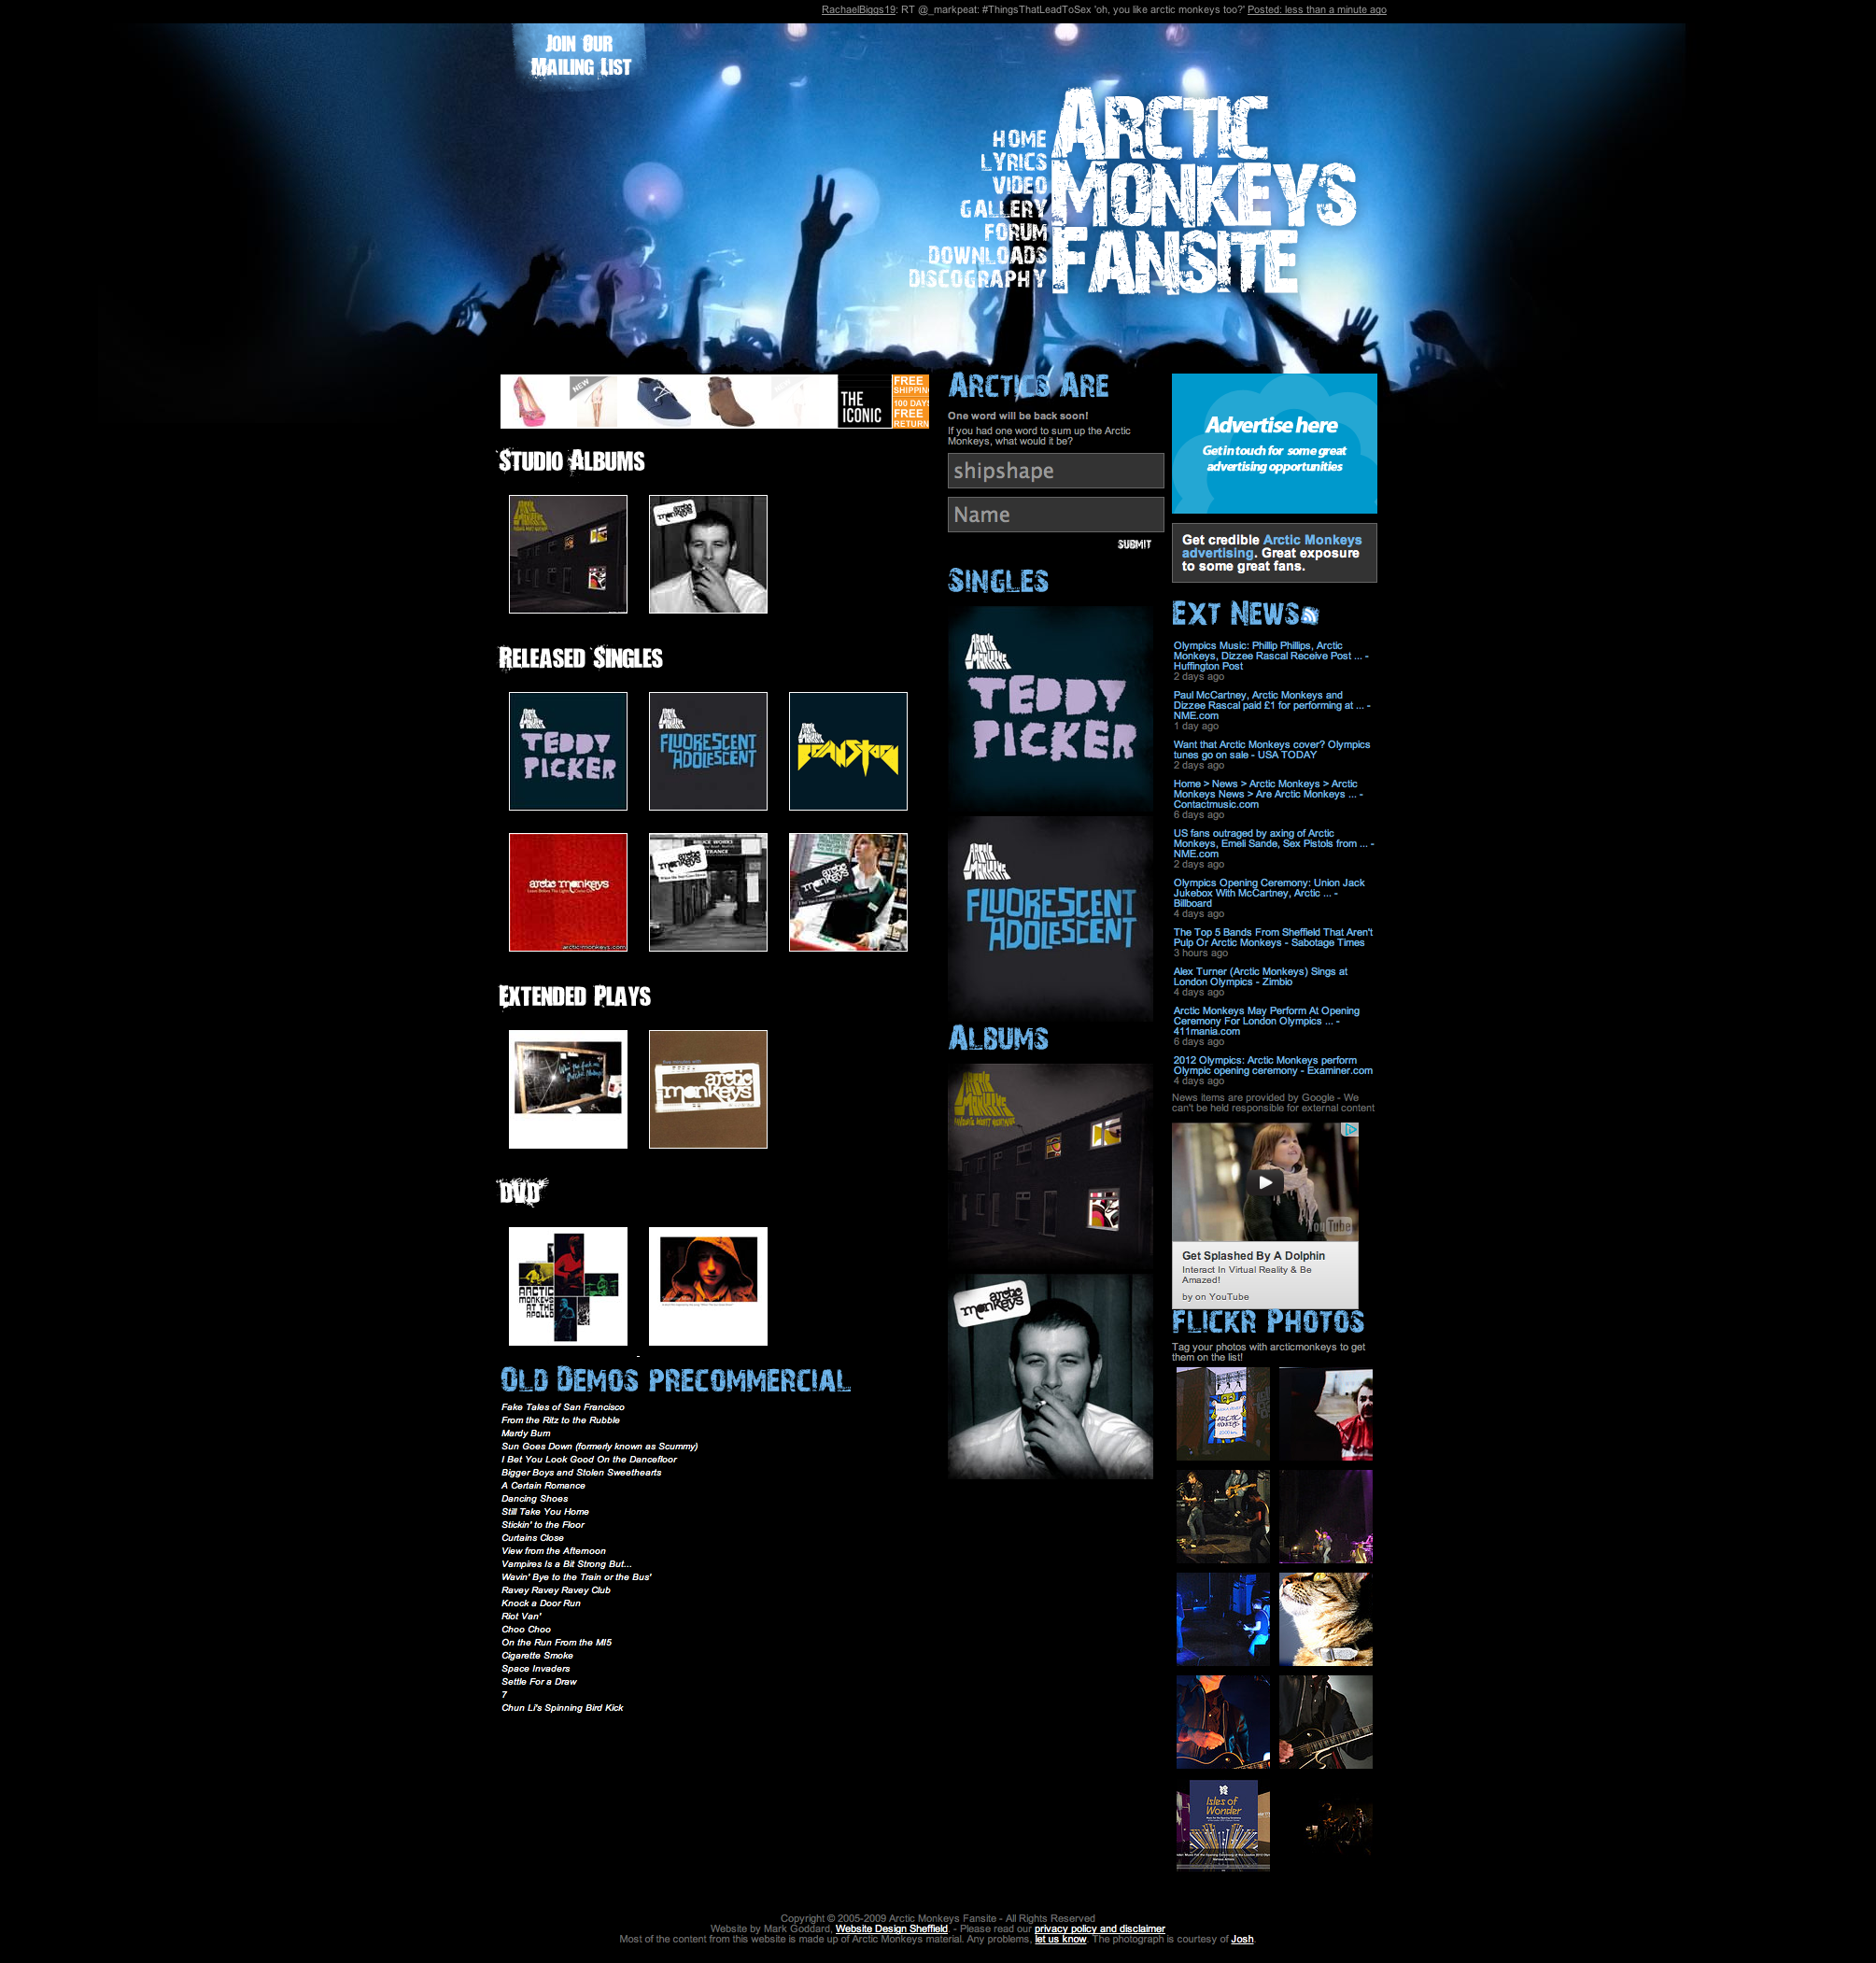 RachaelBiggs19: RT @_markpeat: #ThingsThatLeadToSex 'oh, you like arctic monkeys too?' Posted: less than a minute ago
Join Our
Mailing List
Arctic
Monkeys
Fansite
Home
Lyrics
Video
Gallery
Forum
Downloads
Discography
NEW
THE
ICONIC
FREE
SHIPPING
100 DAYS
FREE
RETURN
Studio Albums
Released Singles
TEDDY
PICKER
FLUORESCENT
ADOLESCENT
BRIANSTORM
arctic monkeys
arctic-monkeys.com
arctic
monkeys
Extended Plays
arctic
monkeys
DVD
ARCTIC
MONKEYS
AT THE
APOLLO
Old Demos precommercial
Fake Tales of San Francisco
From the Ritz to the Rubble
Mardy Bum
Sun Goes Down (formerly known as Scummy)
I Bet You Look Good On the Dancefloor
Bigger Boys and Stolen Sweethearts
A Certain Romance
Dancing Shoes
Still Take You Home
Stickin' to the Floor
Curtains Close
View from the Afternoon
Vampires Is a Bit Strong But...
Wavin' Bye to the Train or the Bus'
Ravey Ravey Ravey Club
Knock a Door Run
Riot Van'
Choo Choo
On the Run From the MI5
Cigarette Smoke
Space Invaders
Settle For a Draw
7
Chun Li's Spinning Bird Kick
Arctics Are
One word will be back soon!
If you had one word to sum up the Arctic
Monkeys, what would it be?
shipshape
Name
Submit
Singles
ARCTIC
MONKEYS
TEDDY
PICKER
ARCTIC
MONKEYS
FLUORESCENT
ADOLESCENT
Albums
ARCTIC
MONKEYS
arctic
monkeys
Advertise here
Get in touch for some great
advertising opportunities
Get credible Arctic Monkeys
advertising. Great exposure
to some great fans.
Ext News
Olympics Music: Phillip Phillips, Arctic
Monkeys, Dizzee Rascal Receive Post ... -
Huffington Post
2 days ago
Paul McCartney, Arctic Monkeys and
Dizzee Rascal paid £1 for performing at ... -
NME.com
1 day ago
Want that Arctic Monkeys cover? Olympics
tunes go on sale - USA TODAY
2 days ago
Home > News > Arctic Monkeys > Arctic
Monkeys News > Are Arctic Monkeys ... -
Contactmusic.com
6 days ago
US fans outraged by axing of Arctic
Monkeys, Emeli Sande, Sex Pistols from ... -
NME.com
2 days ago
Olympics Opening Ceremony: Union Jack
Jukebox With McCartney, Arctic ... -
Billboard
4 days ago
The Top 5 Bands From Sheffield That Aren't
Pulp Or Arctic Monkeys - Sabotage Times
3 hours ago
Alex Turner (Arctic Monkeys) Sings at
London Olympics - Zimbio
4 days ago
Arctic Monkeys May Perform At Opening
Ceremony For London Olympics ... -
411mania.com
6 days ago
2012 Olympics: Arctic Monkeys perform
Olympic opening ceremony - Examiner.com
4 days ago
News items are provided by Google - We
can't be held responsible for external content
YouTube
Get Splashed By A Dolphin
Interact In Virtual Reality & Be
Amazed!
by on YouTube
Flickr Photos
Tag your photos with arcticmonkeys to get
them on the list!
ARCTIC
MONKEYS
Isles of
Wonder
Copyright © 2005-2009 Arctic Monkeys Fansite - All Rights Reserved
Website by Mark Goddard, Website Design Sheffield. - Please read our privacy policy and disclaimer
Most of the content from this website is made up of Arctic Monkeys material. Any problems, let us know. The photograph is courtesy of Josh.